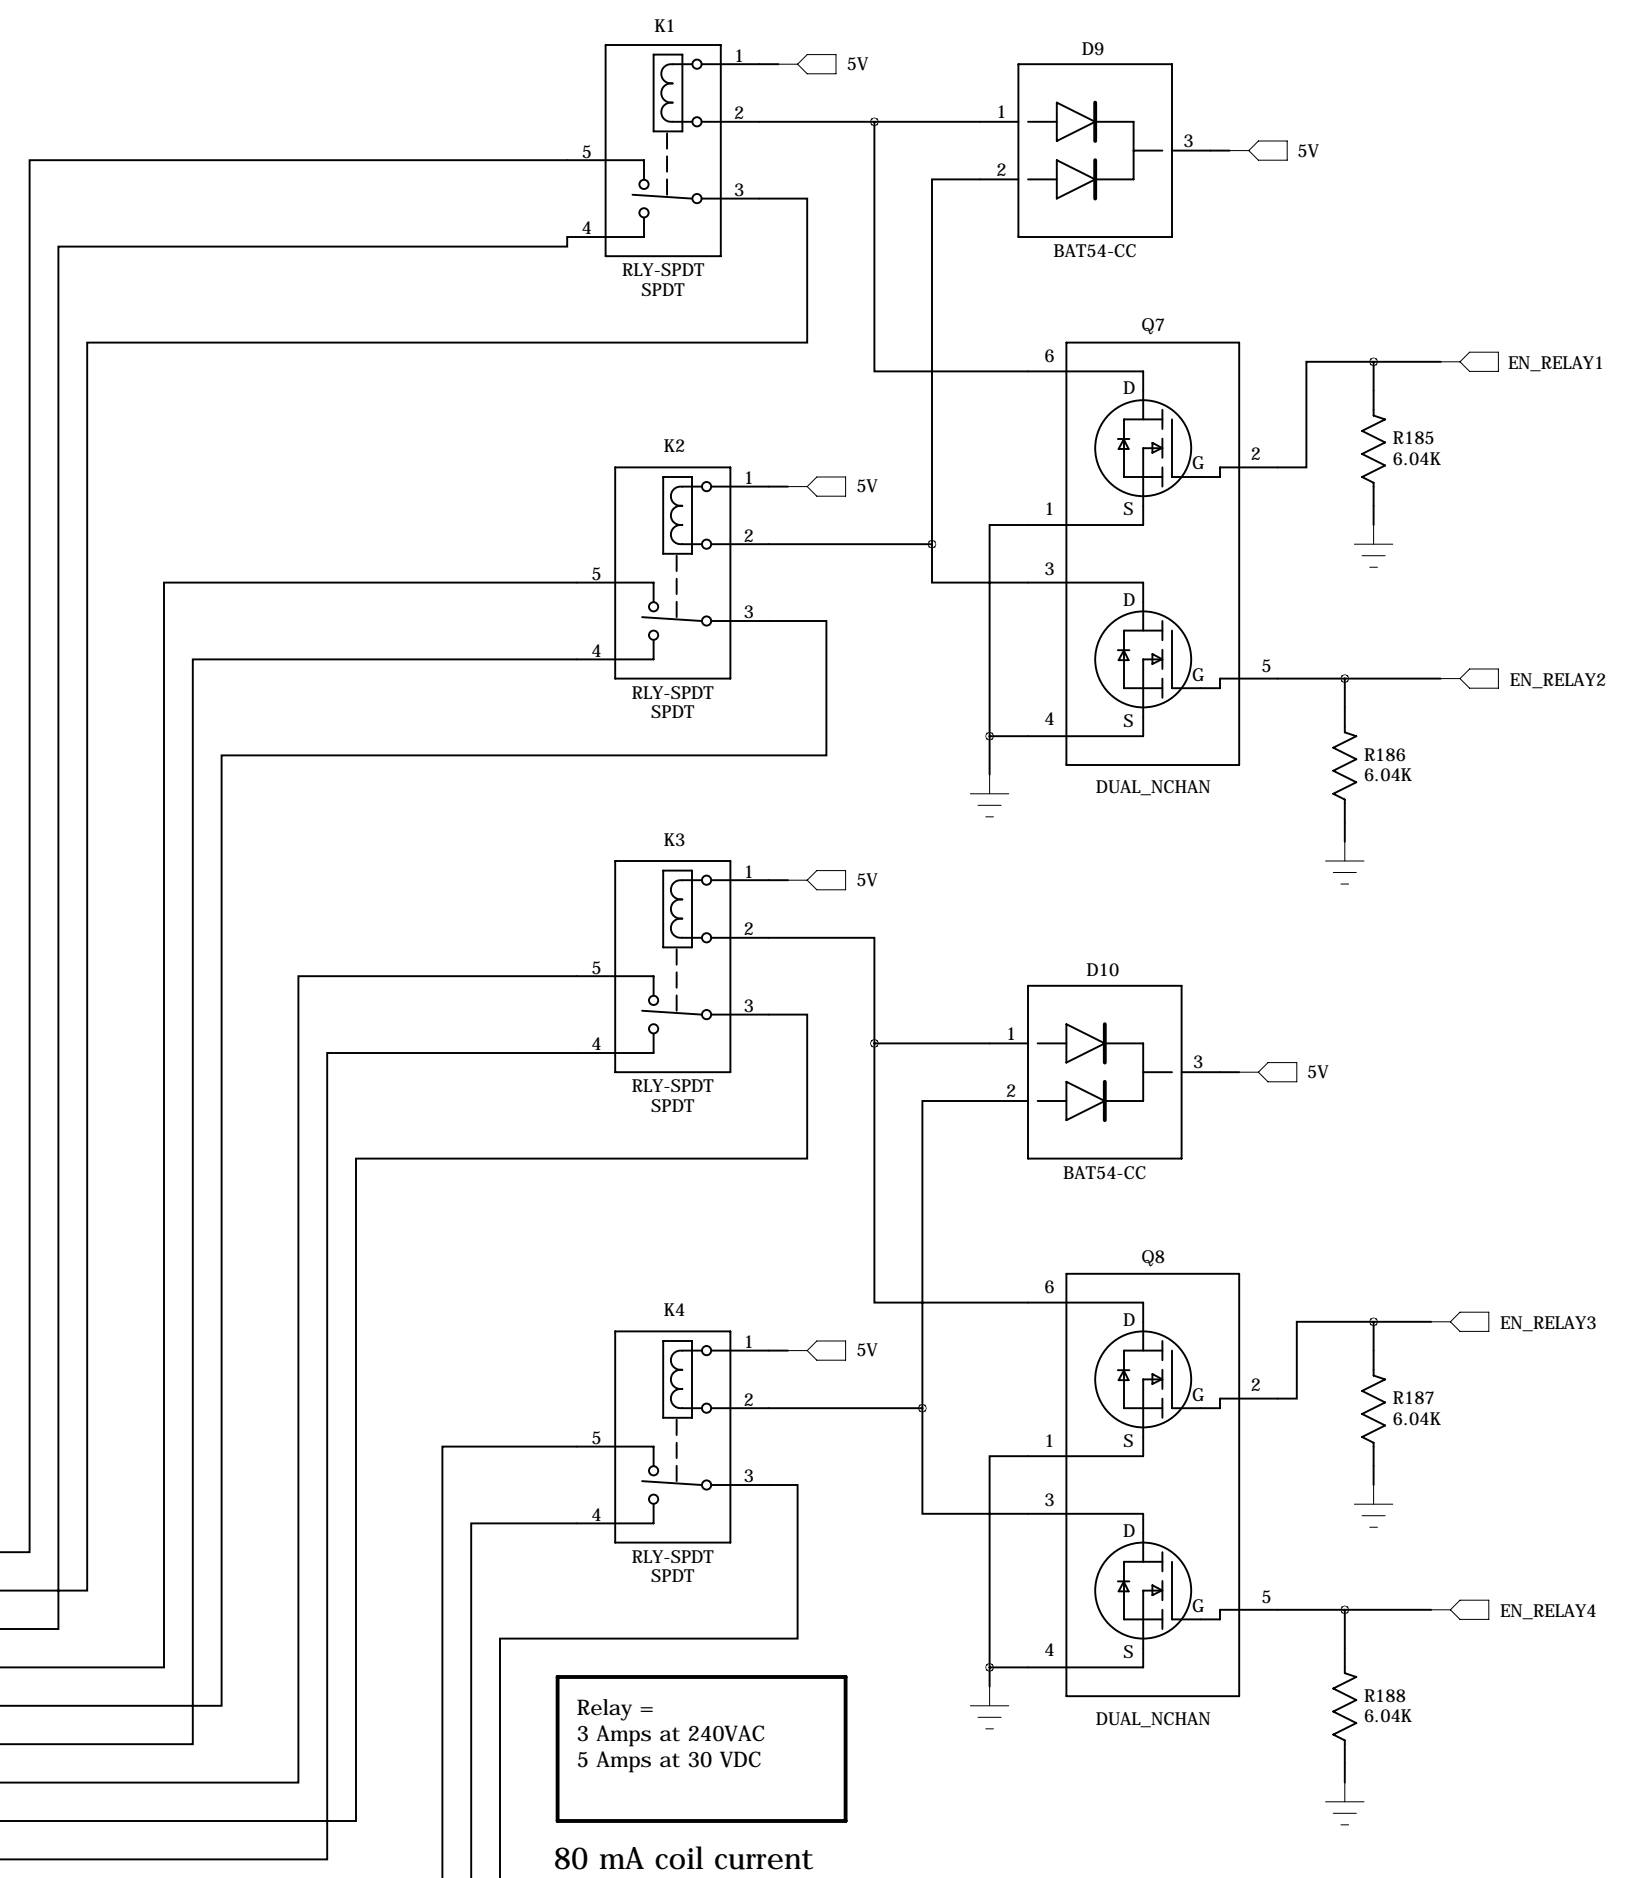 K1
1
5V
2
5
3
4
RLY-SPDT
SPDT
D9
1
2
3
5V
BAT54-CC
Q7
6
D
G
2
1
S
3
D
G
5
4
S
DUAL_NCHAN
EN_RELAY1
R185
6.04K
EN_RELAY2
R186
6.04K
K2
1
5V
2
5
3
4
RLY-SPDT
SPDT
K3
1
5V
2
5
3
4
RLY-SPDT
SPDT
D10
1
2
3
5V
BAT54-CC
K4
1
5V
2
5
3
4
RLY-SPDT
SPDT
Q8
6
D
G
2
1
S
3
D
G
5
4
S
DUAL_NCHAN
EN_RELAY3
R187
6.04K
EN_RELAY4
R188
6.04K
Relay =
3 Amps at 240VAC
5 Amps at 30 VDC
80 mA coil current